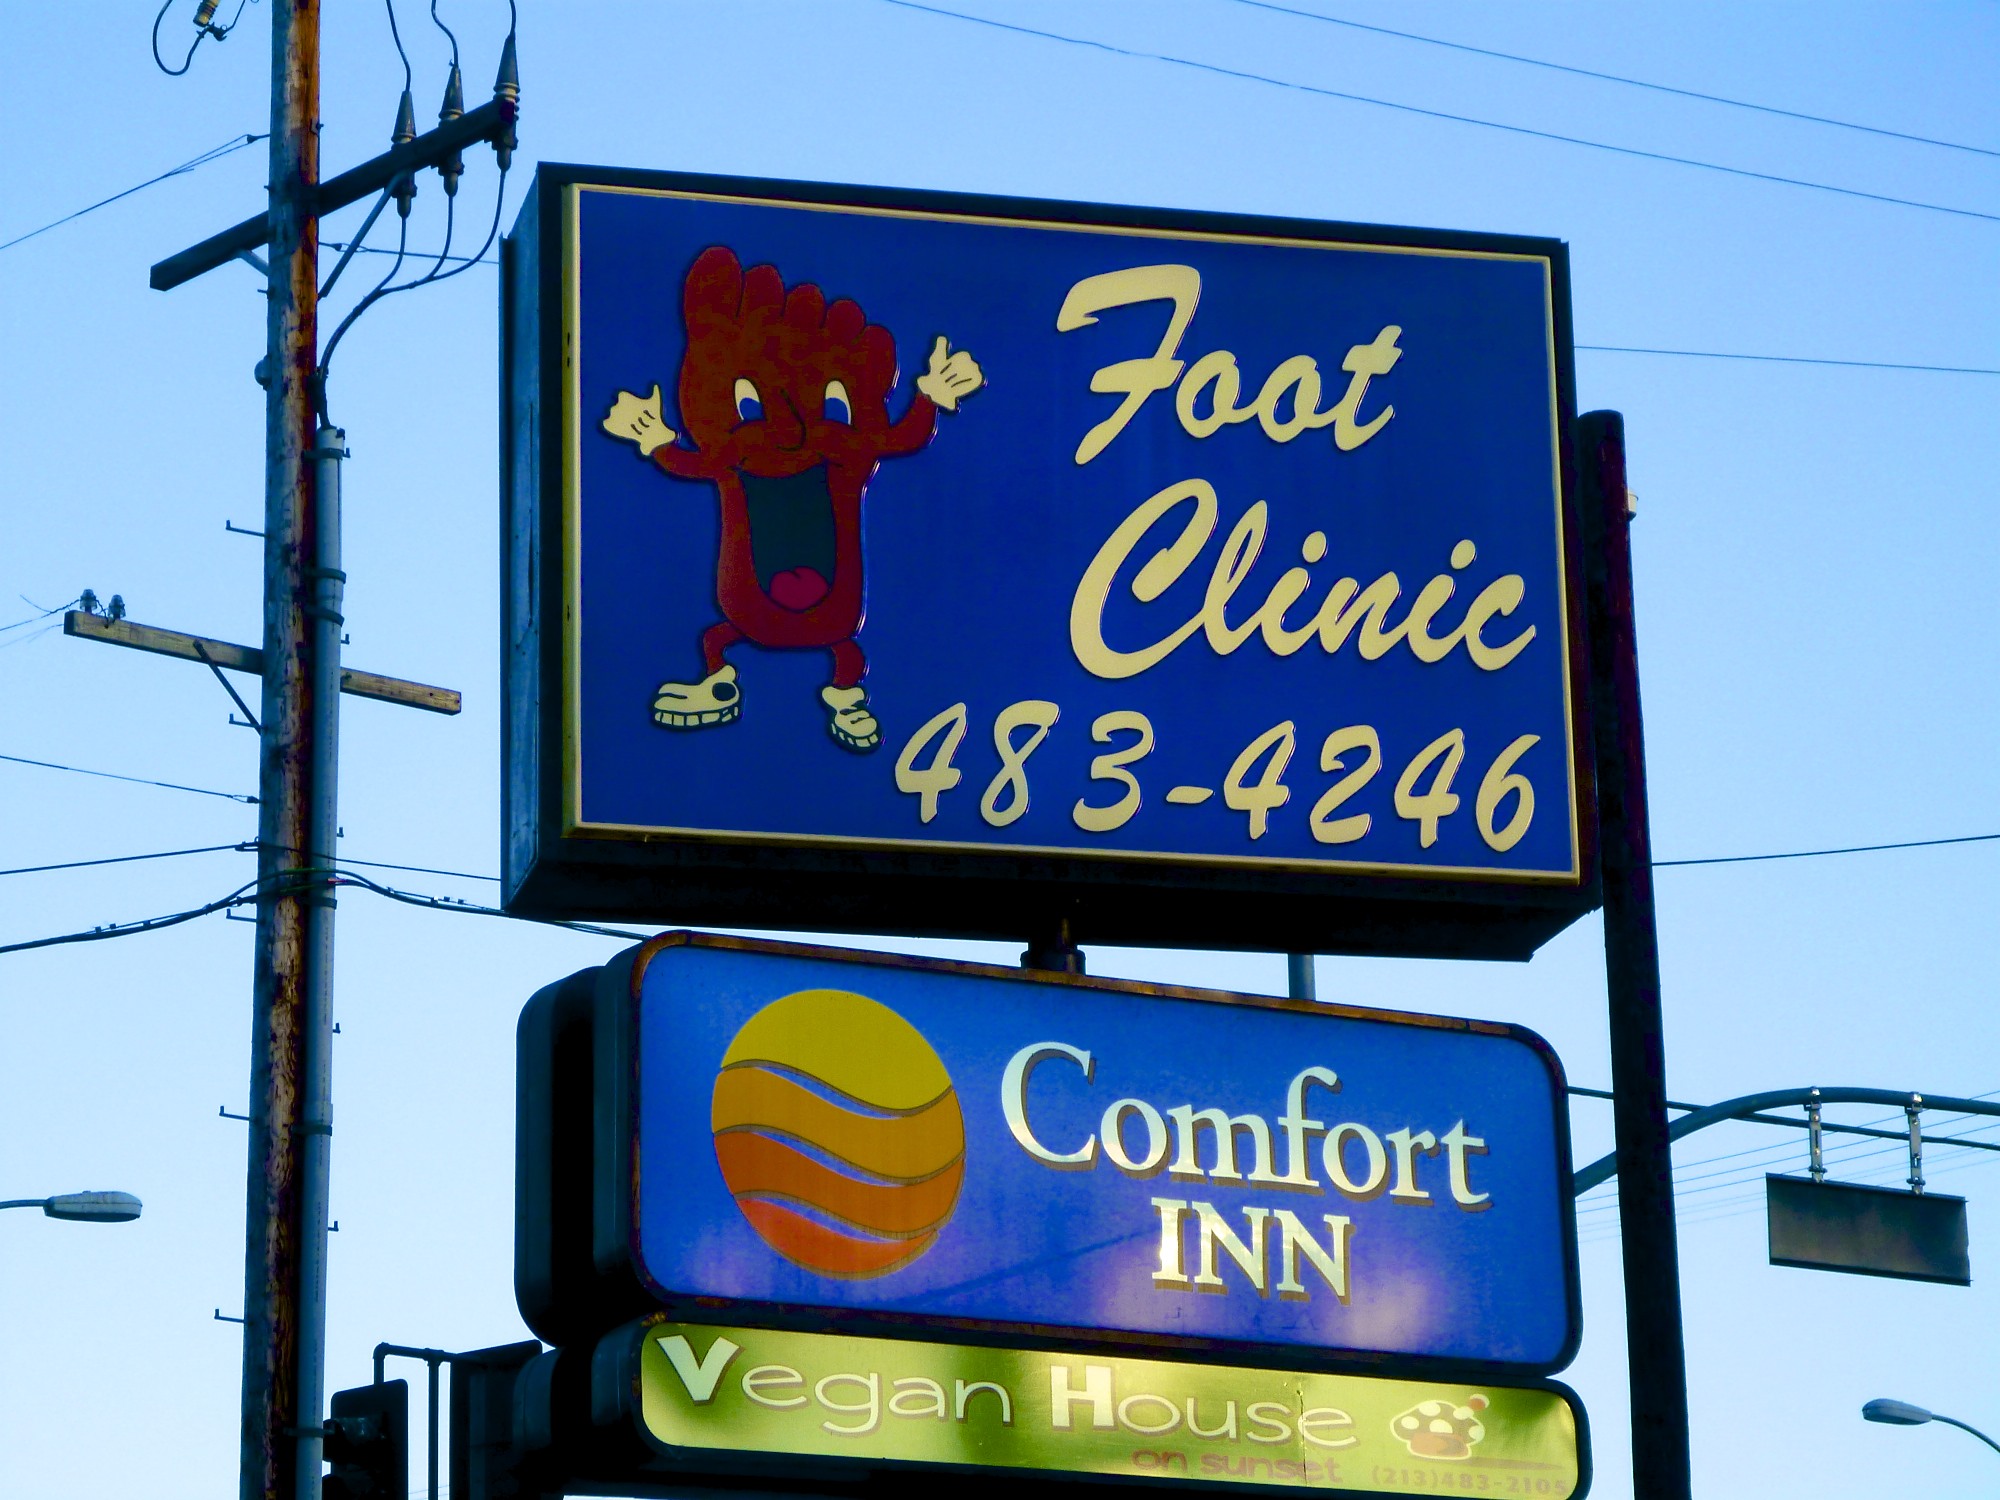 Foot
Clinic
483-4246
Comfort
INN
Vegan House
on sunset
(213)483-2105